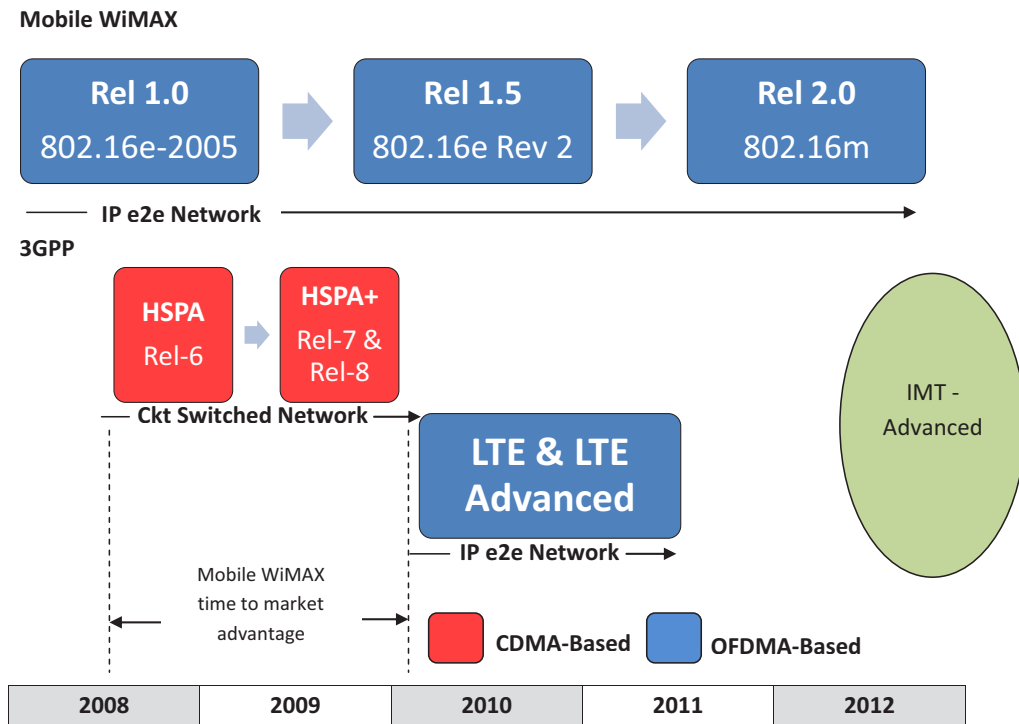 Mobile WiMAX
Rel 1.0
802.16e-2005
Rel 1.5
802.16e Rev 2
Rel 2.0
802.16m
IP e2e Network
3GPP
HSPA
Rel-6
HSPA+
Rel-7 &
Rel-8
Ckt Switched Network
LTE & LTE
Advanced
IP e2e Network
IMT -
Advanced
Mobile WiMAX
time to market
advantage
CDMA-Based
OFDMA-Based
2008
2009
2010
2011
2012